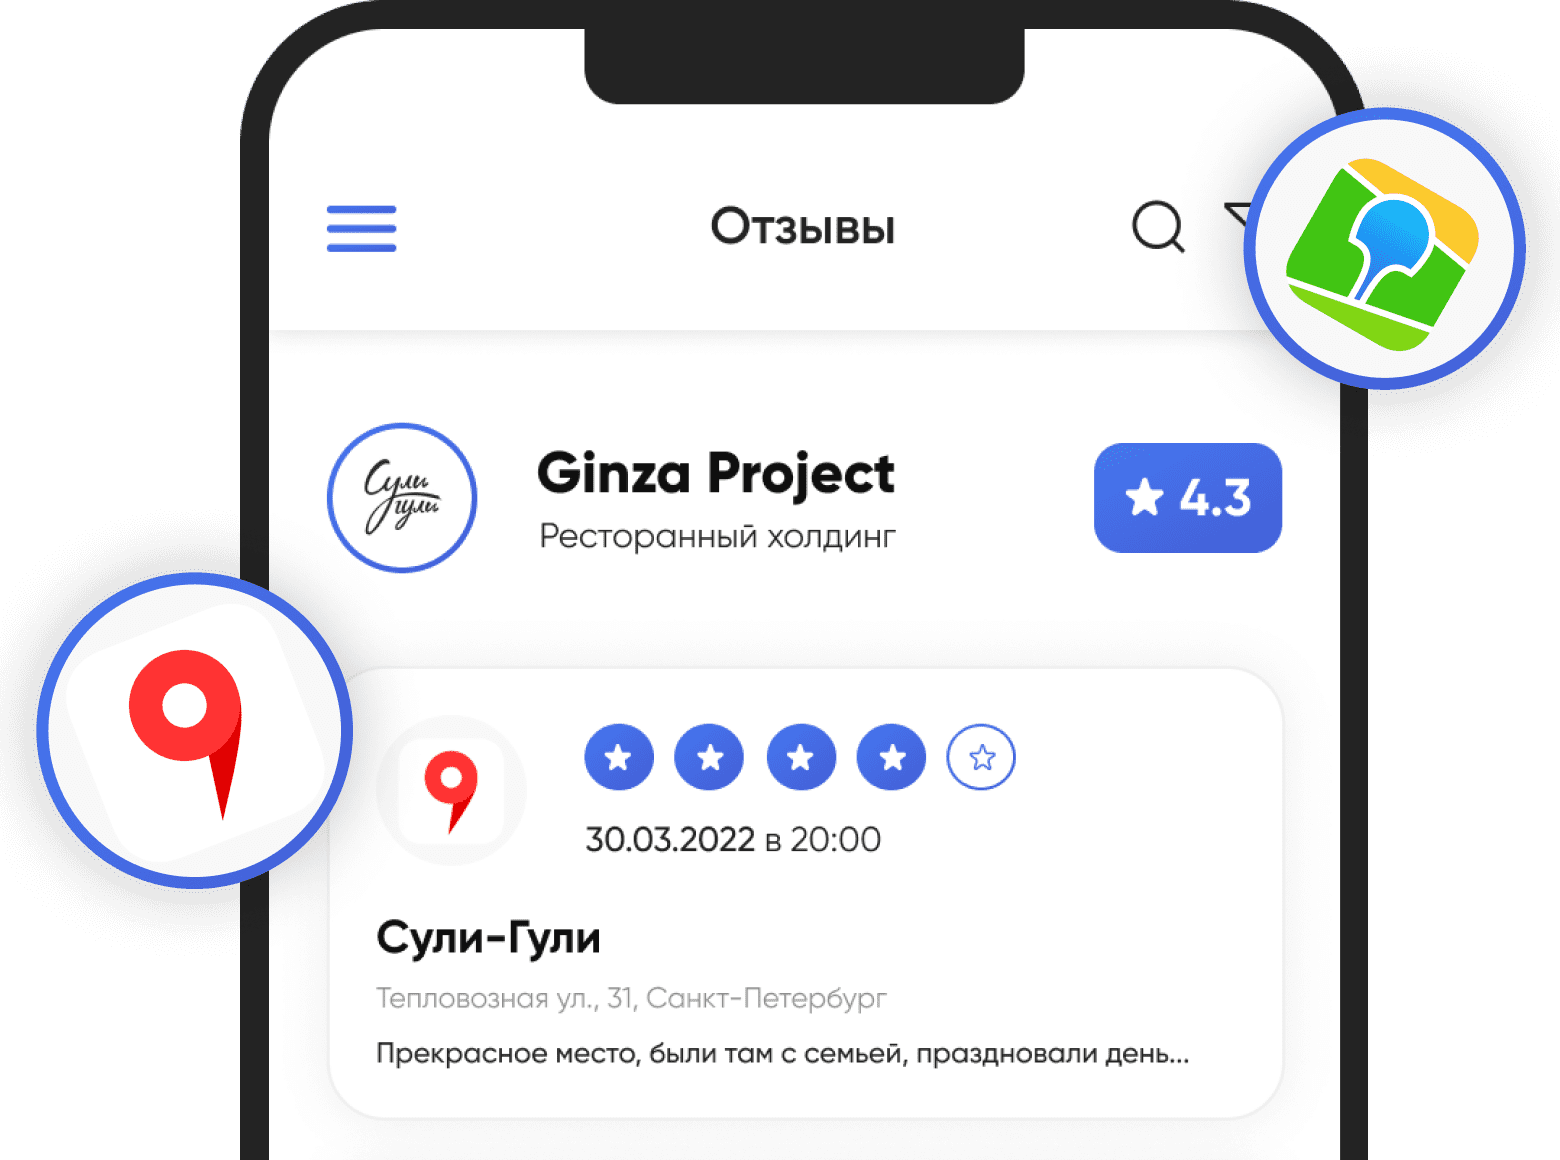 Отзывы
Сули
гули
Ginza Project
Ресторанный холдинг
4.3
30.03.2022 в 20:00
Сули-Гули
Тепловозная ул., 31, Санкт-Петербург
Прекрасное место, были там с семьей, праздновали день...